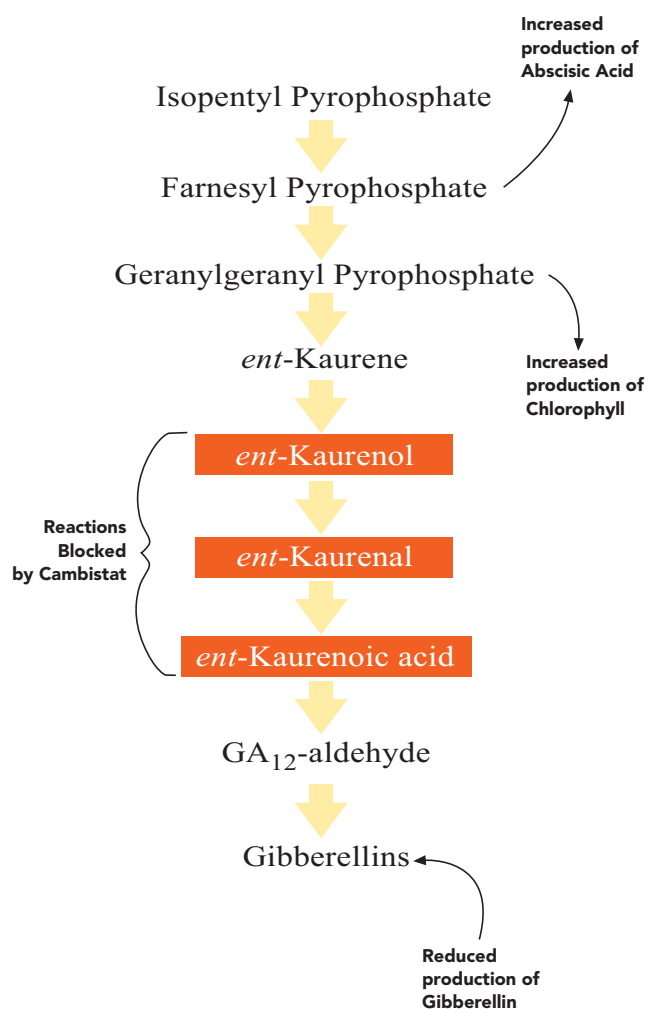 Increased
production of
Abscisic Acid
Isopentyl Pyrophosphate
Farnesyl Pyrophosphate
Geranylgeranyl Pyrophosphate
ent-Kaurene
Increased
production of
Chlorophyll
ent-Kaurenol
Reactions
Blocked
by Cambistat
ent-Kaurenal
ent-Kaurenoic acid
GA12-aldehyde
Gibberellins
Reduced
production of
Gibberellin